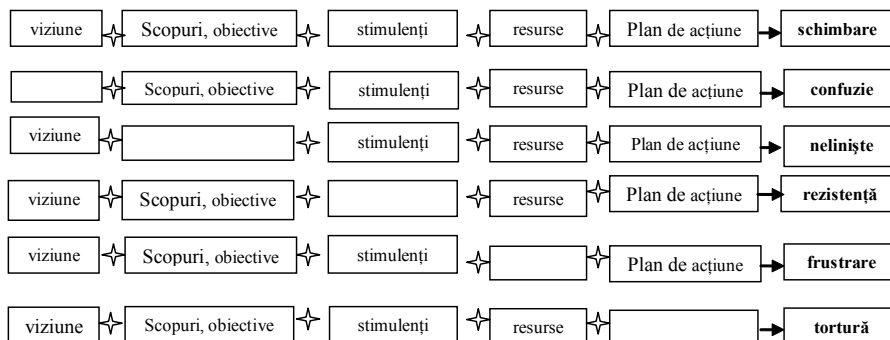 viziune Scopuri, obiective stimulenți resurse Plan de acțiune schimbare
Scopuri, obiective stimulenți resurse Plan de acțiune confuzie
viziune stimulenți resurse Plan de acțiune neliniște
viziune Scopuri, obiective resurse Plan de acțiune rezistență
viziune Scopuri, obiective stimulenți Plan de acțiune frustrare
viziune Scopuri, obiective stimulenți resurse tortură